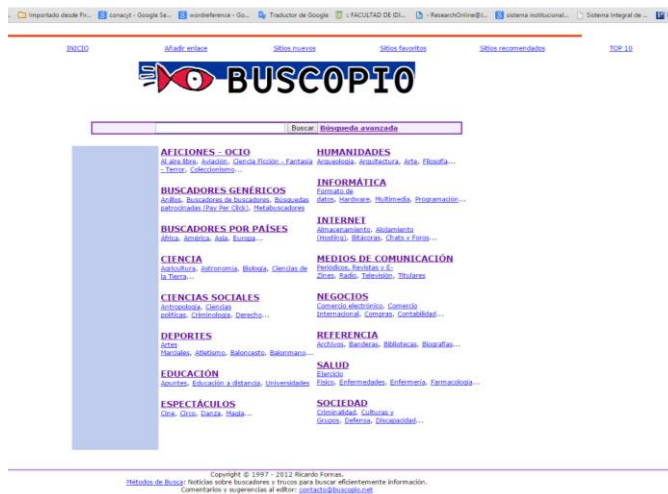 Importado desde Fir... conacyt - Google Se... wordreference - Go... Traductor de Google :: FACULTAD DE IDI... - ResearchOnline@J... sistema institucional... Sistema Integral de ...
INICIO Añadir enlace Sitios nuevos Sitios favoritos Sitios recomendados TOP 10
BUSCOPIO
Buscar Búsqueda avanzada
AFICIONES - OCIO
Al aire libre, Aviación, Ciencia Ficción - Fantasía
- Terror, Coleccionismo...
BUSCADORES GENÉRICOS
Anillos, Buscadores de buscadores, Búsquedas
patrocinadas (Pay Per Click), Metabuscadores
BUSCADORES POR PAÍSES
África, América, Asia, Europa...
CIENCIA
Agricultura, Astronomía, Biología, Ciencias de
la Tierra...
CIENCIAS SOCIALES
Antropología, Ciencias
políticas, Criminología, Derecho...
DEPORTES
Artes
Marciales, Atletismo, Baloncesto, Balonmano...
EDUCACIÓN
Apuntes, Educación a distancia, Universidades
ESPECTÁCULOS
Cine, Circo, Danza, Magia...
HUMANIDADES
Arqueología, Arquitectura, Arte, Filosofía...
INFORMÁTICA
Formato de
datos, Hardware, Multimedia, Programación...
INTERNET
Almacenamiento, Alojamiento
(Hosting), Bitácoras, Chats y Foros...
MEDIOS DE COMUNICACIÓN
Periódicos, Revistas y E-
Zines, Radio, Televisión, Titulares
NEGOCIOS
Comercio electrónico, Comercio
Internacional, Compras, Contabilidad...
REFERENCIA
Archivos, Banderas, Bibliotecas, Biografías...
SALUD
Ejercicio
Físico, Enfermedades, Enfermería, Farmacología...
SOCIEDAD
Criminalidad, Culturas y
Grupos, Defensa, Discapacidad...
Copyright © 1997 - 2012 Ricardo Fornas.
Métodos de Busca: Noticias sobre buscadores y trucos para buscar eficientemente información.
Comentarios y sugerencias al editor: contacto@buscopio.net